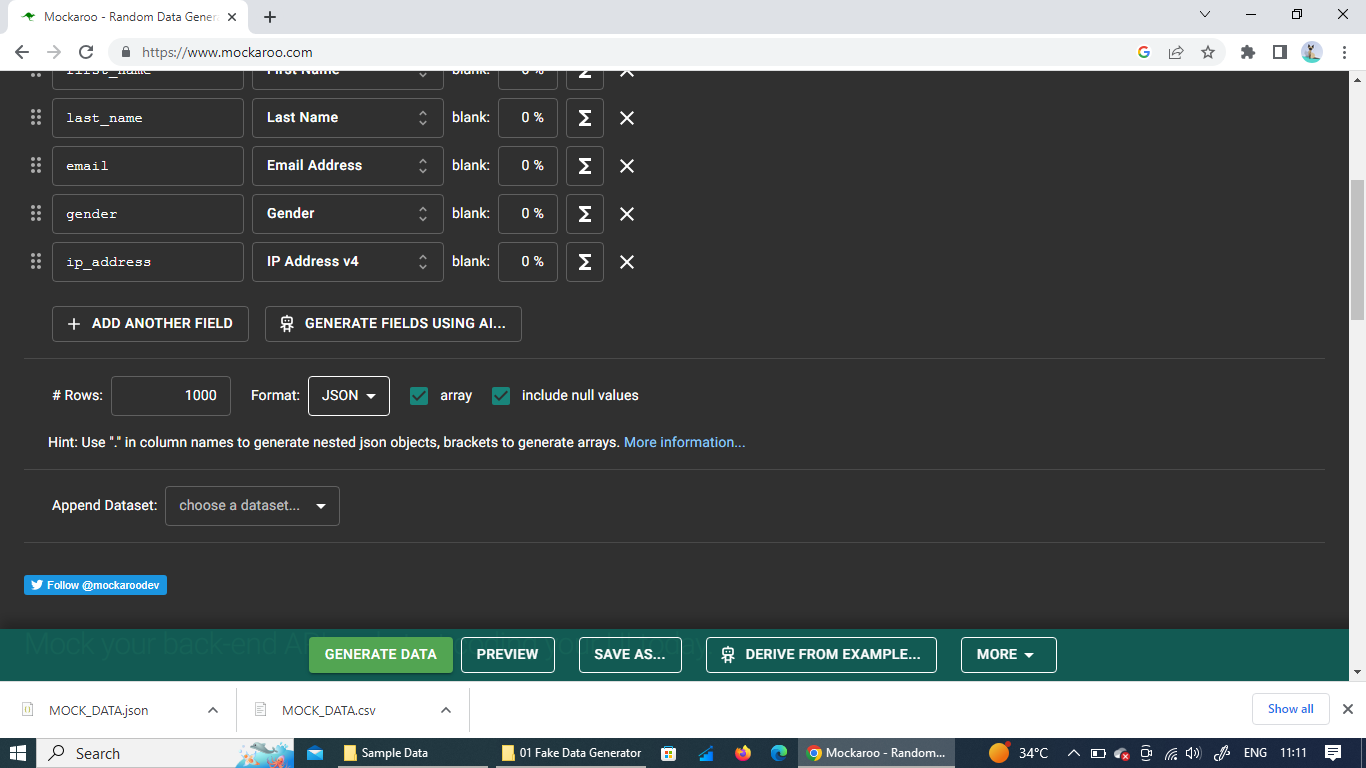 Mockaroo - Random Data Gener
https://www.mockaroo.com
first_name First Name 0 %
last_name Last Name blank: 0 % Σ
email Email Address blank: 0 % Σ
gender Gender blank: 0 % Σ
ip_address IP Address v4 blank: 0 % Σ
+ ADD ANOTHER FIELD GENERATE FIELDS USING AI...
# Rows: 1000 Format: JSON array include null values
Hint: Use "." in column names to generate nested json objects, brackets to generate arrays. More information...
Append Dataset: choose a dataset...
Follow @mockaroodev
Mock your back-end A
GENERATE DATA PREVIEW SAVE AS... DERIVE FROM EXAMPLE... MORE
MOCK_DATA.json MOCK_DATA.csv Show all
Search Sample Data 01 Fake Data Generator Mockaroo - Random... 34°C ENG 11:11